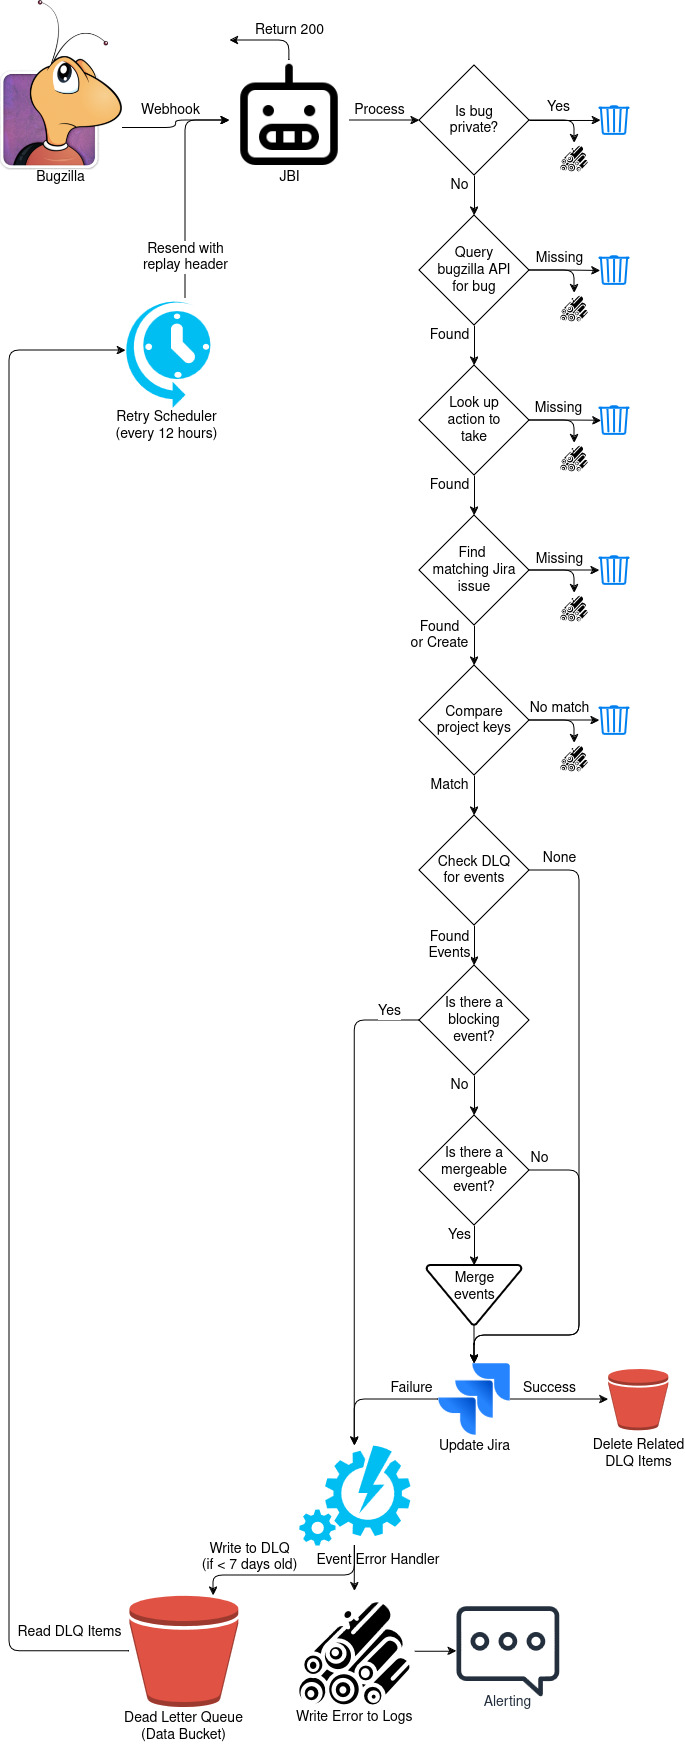 Return 200
Webhook
Process
Is bug
private?
Yes
Bugzilla
JBI
No
Resend with
replay header
Query
bugzilla API
for bug
Missing
Found
Retry Scheduler
(every 12 hours)
Look up
action to
take
Missing
Found
Find
matching Jira
issue
Missing
Found
or Create
Compare
project keys
No match
Match
Check DLQ
for events
None
Found
Events
Is there a
blocking
event?
Yes
No
Is there a
mergeable
event?
No
Yes
Merge
events
Failure
Success
Update Jira
Delete Related
DLQ Items
Write to DLQ
(if < 7 days old)
Event Error Handler
Read DLQ Items
Dead Letter Queue
(Data Bucket)
Write Error to Logs
Alerting